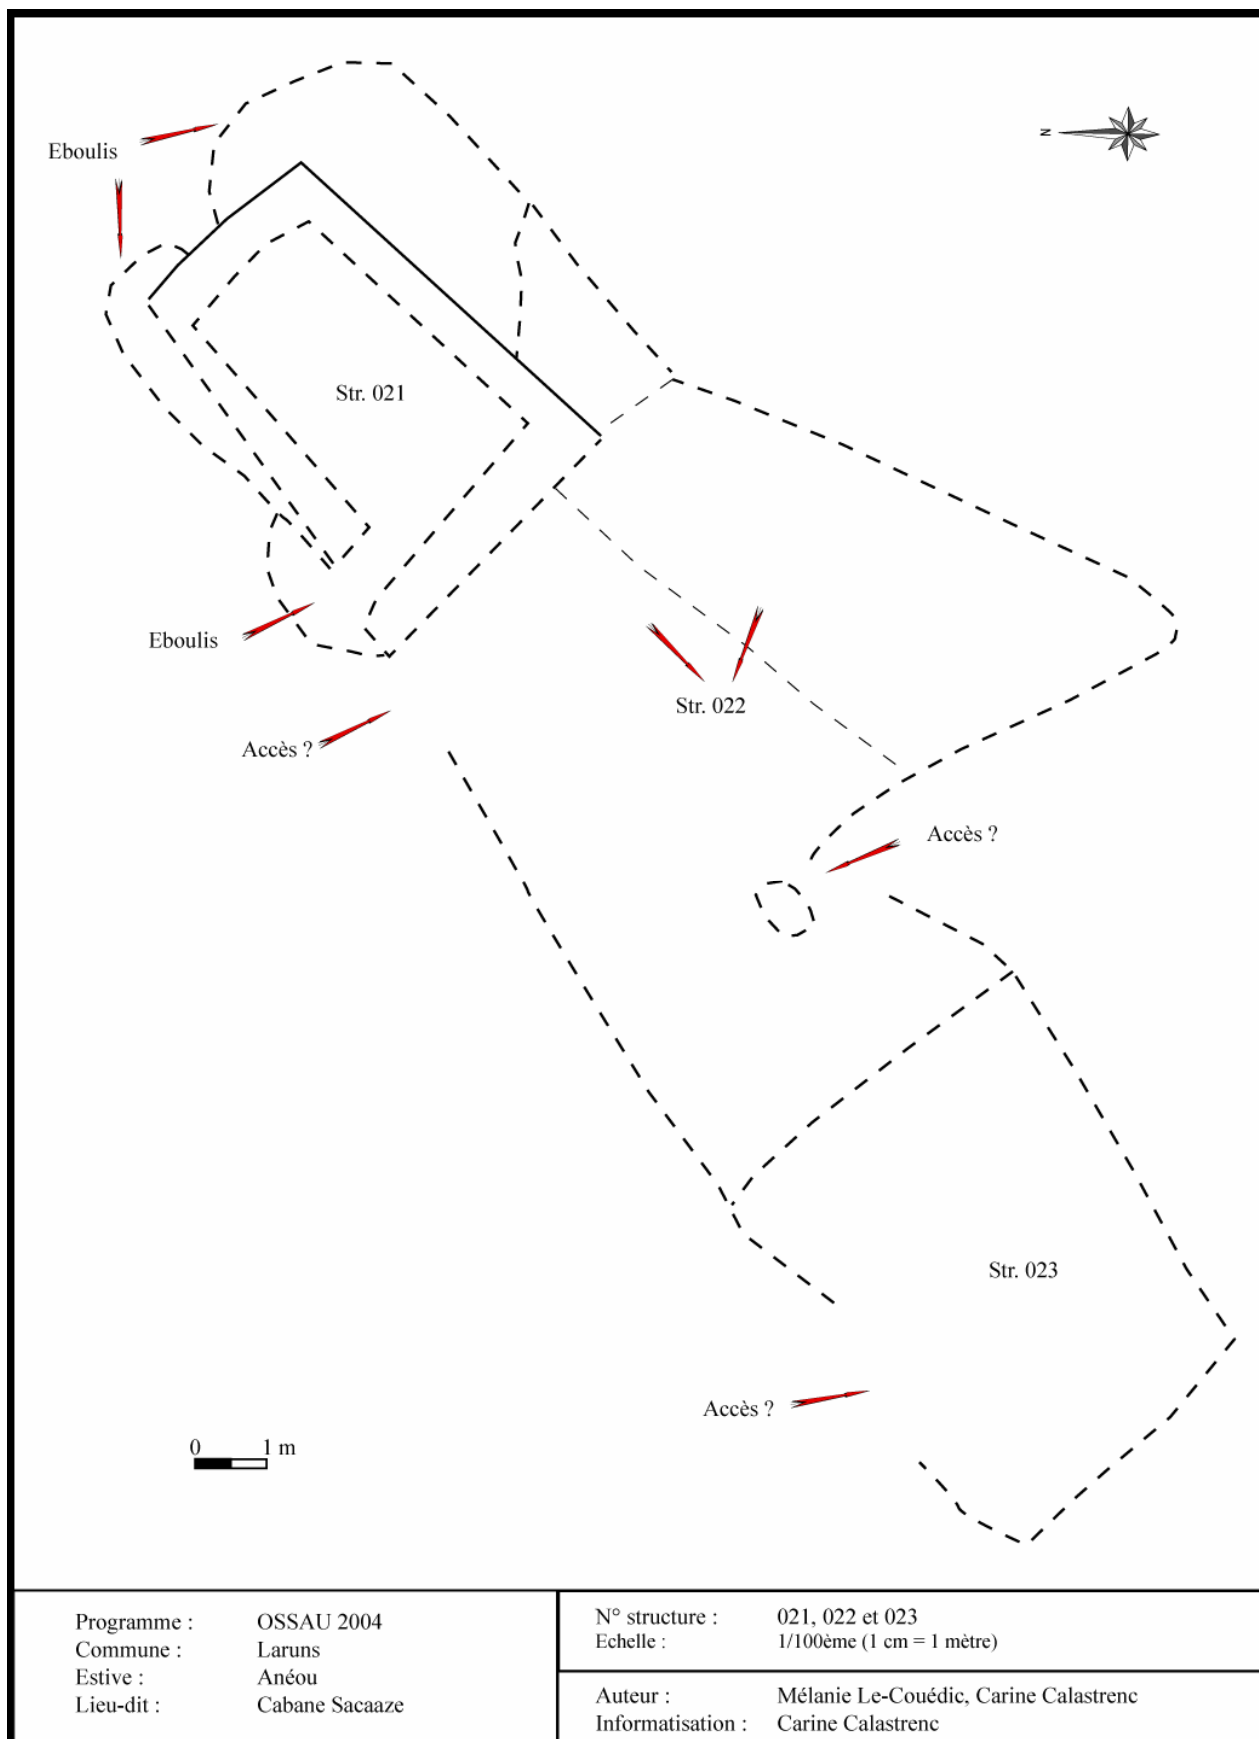 N
Eboulis
Str. 021
Eboulis
Str. 022
Accès ?
Accès ?
Str. 023
Accès ?
0 1 m
Programme : OSSAU 2004
Commune : Laruns
Estive : Anéou
Lieu-dit : Cabane Sacaaze
N° structure : 021, 022 et 023
Echelle : 1/100ème (1 cm = 1 mètre)
Auteur : Mélanie Le-Couédic, Carine Calastrenc
Informatisation : Carine Calastrenc